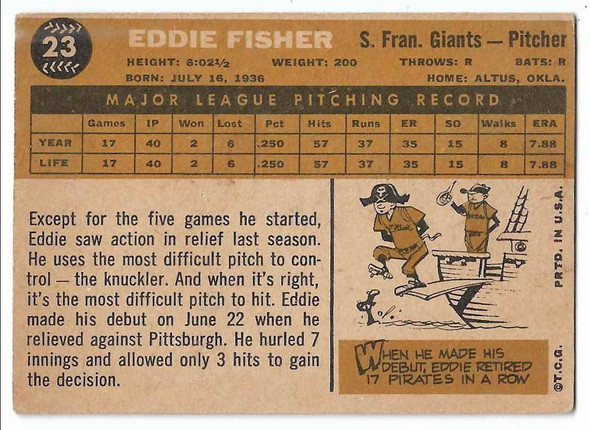 23
EDDIE FISHER S. Fran. Giants — Pitcher
HEIGHT: 6:02½ WEIGHT: 200 THROWS: R BATS: R
BORN: JULY 16, 1936 HOME: ALTUS, OKLA.
MAJOR LEAGUE PITCHING RECORD
Games IP Won Lost Pct Hits Runs ER SO Walks ERA
YEAR 17 40 2 6 .250 57 37 35 15 8 7.88
LIFE 17 40 2 6 .250 57 37 35 15 8 7.88
Except for the five games he started,
Eddie saw action in relief last season.
He uses the most difficult pitch to con-
trol — the knuckler. And when it's right,
it's the most difficult pitch to hit. Eddie
made his debut on June 22 when he
relieved against Pittsburgh. He hurled 7
innings and allowed only 3 hits to gain
the decision.
WHEN HE MADE HIS
DEBUT, EDDIE RETIRED
17 PIRATES IN A ROW
©T.C.G. PRTD. IN U.S.A.